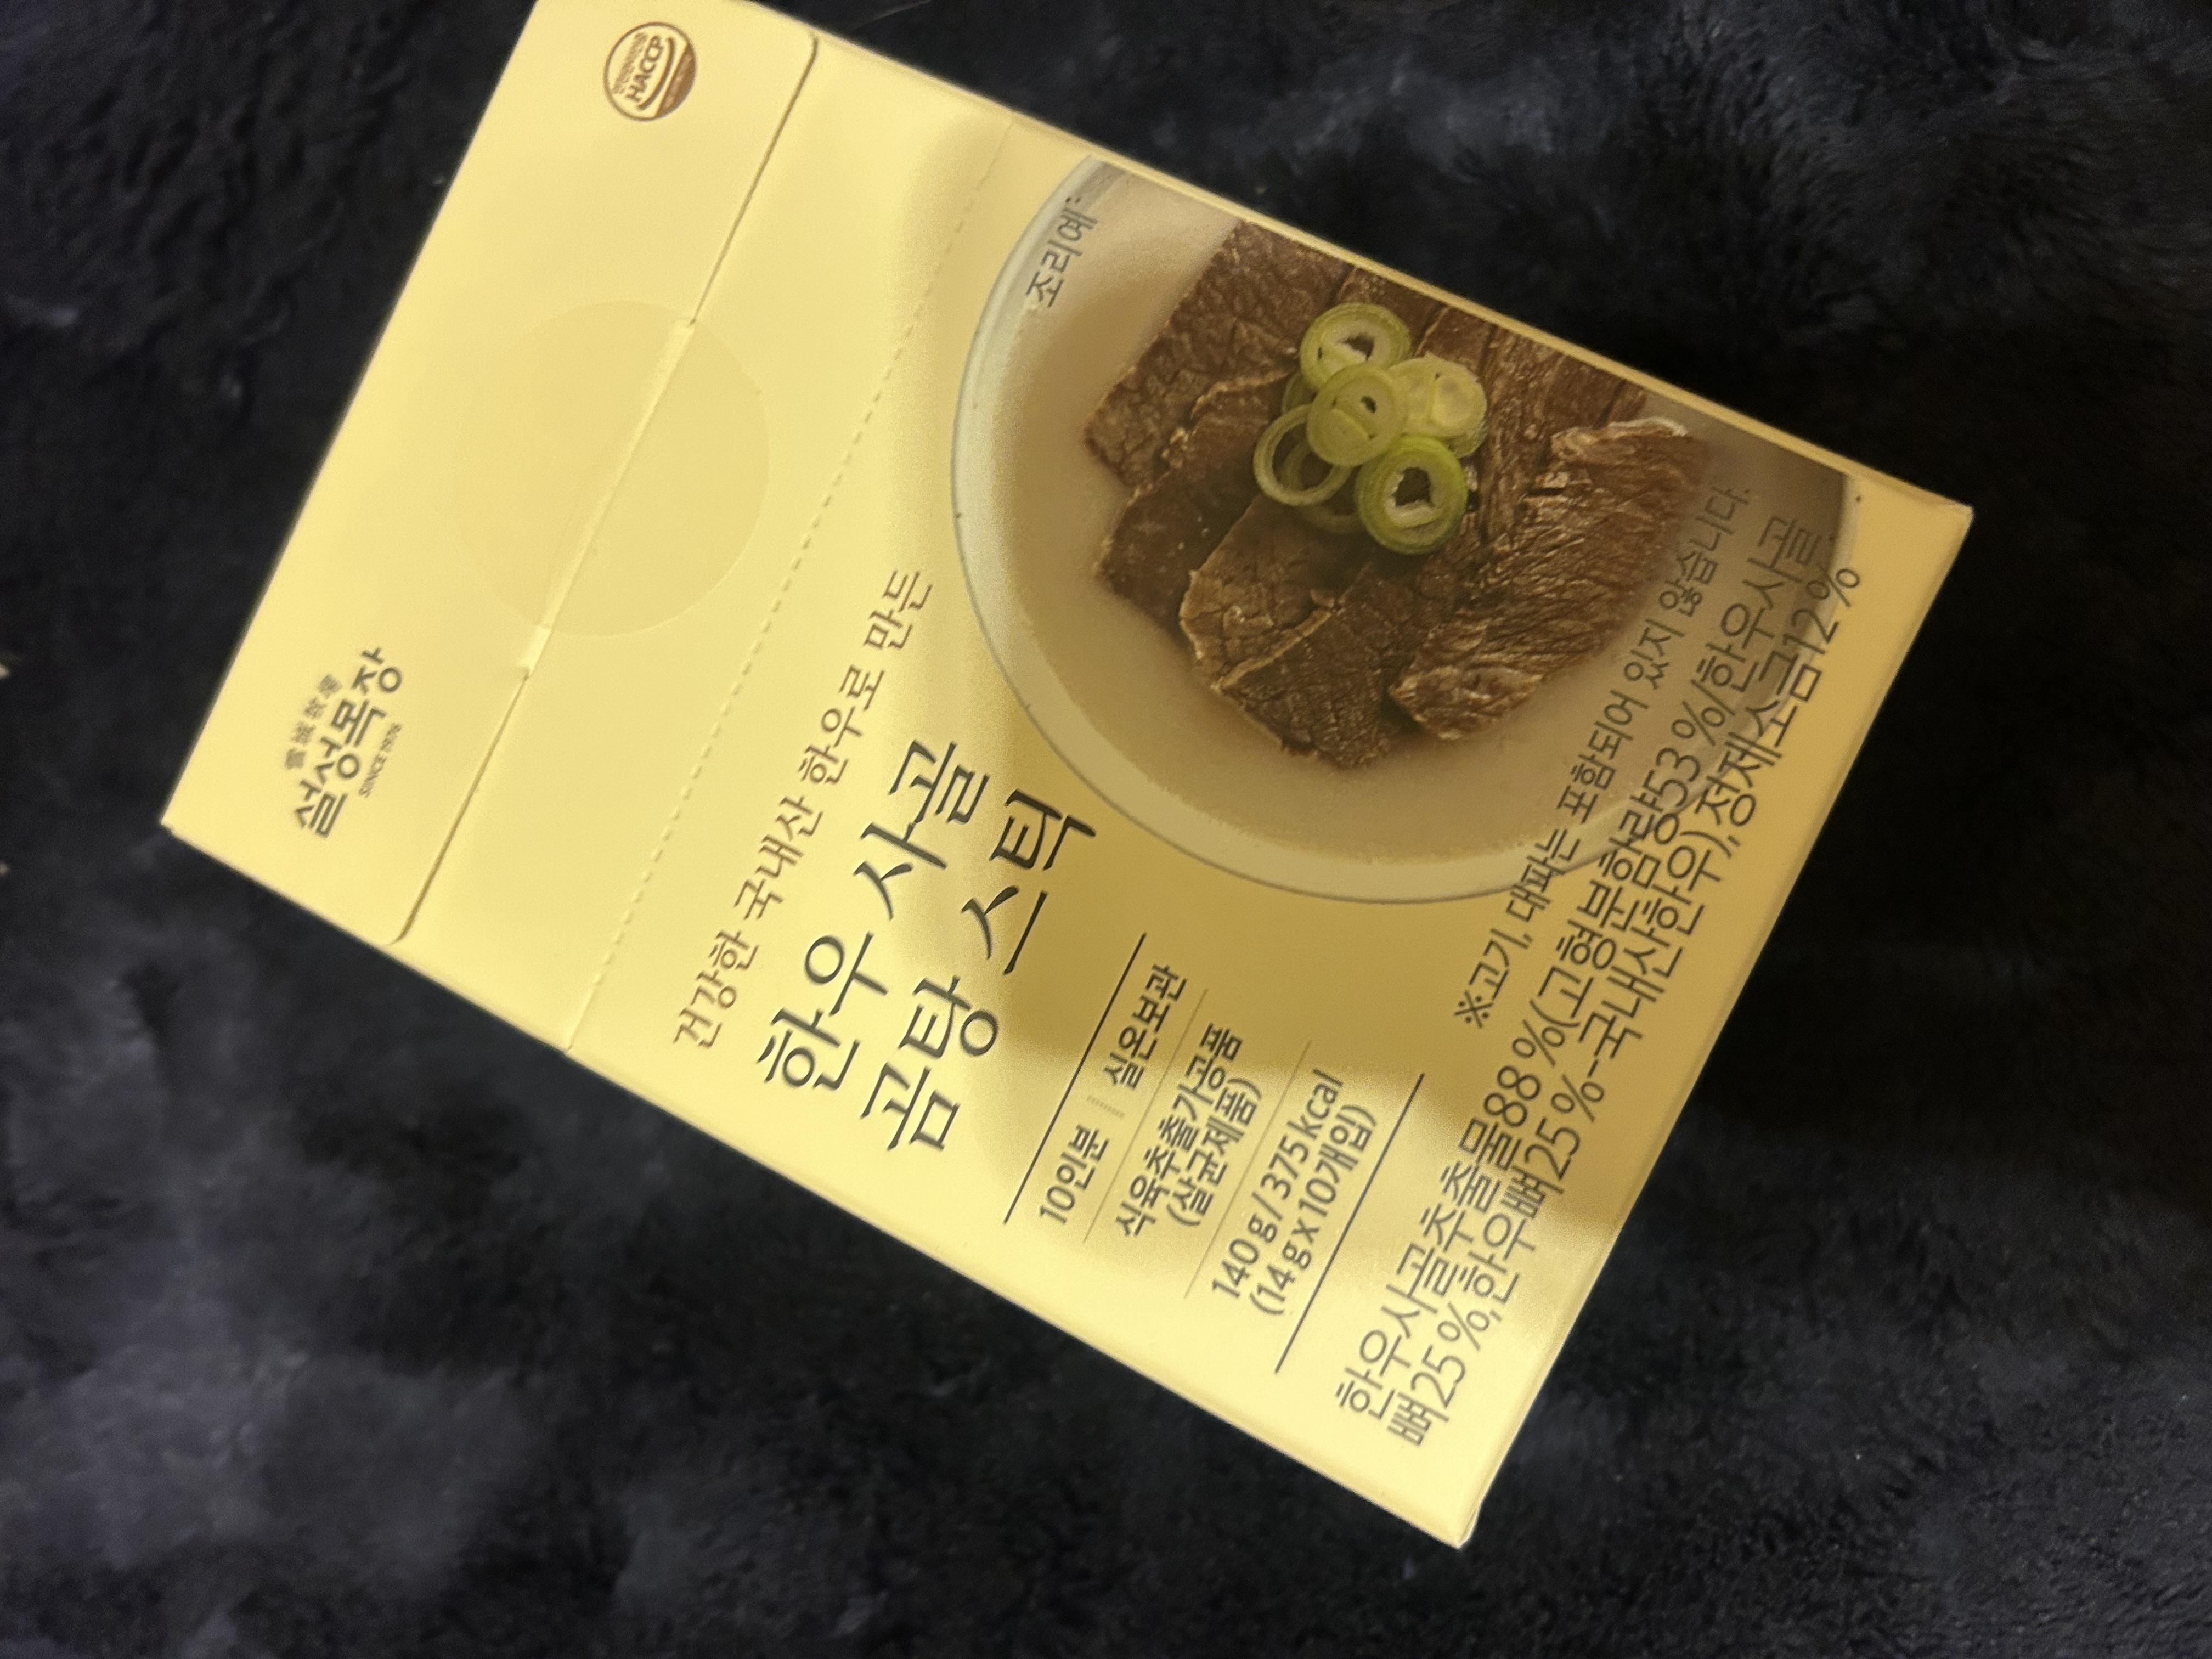 雪城牧場
설성목장
SINCE 1976
HACCP
건강한 국내산 한우로 만든
한우 사골
곰탕 스틱
조리예
10인분 | 실온보관
식육추출가공품
(살균제품)
140 g / 375 kcal
(14 g x 10개입)
※고기, 대파는 포함되어 있지 않습니다.
한우사골추출물88 %(고형분함량53 %/한우사골
뼈25 %,한우뼈25 %-국내산한우),정제소금12 %